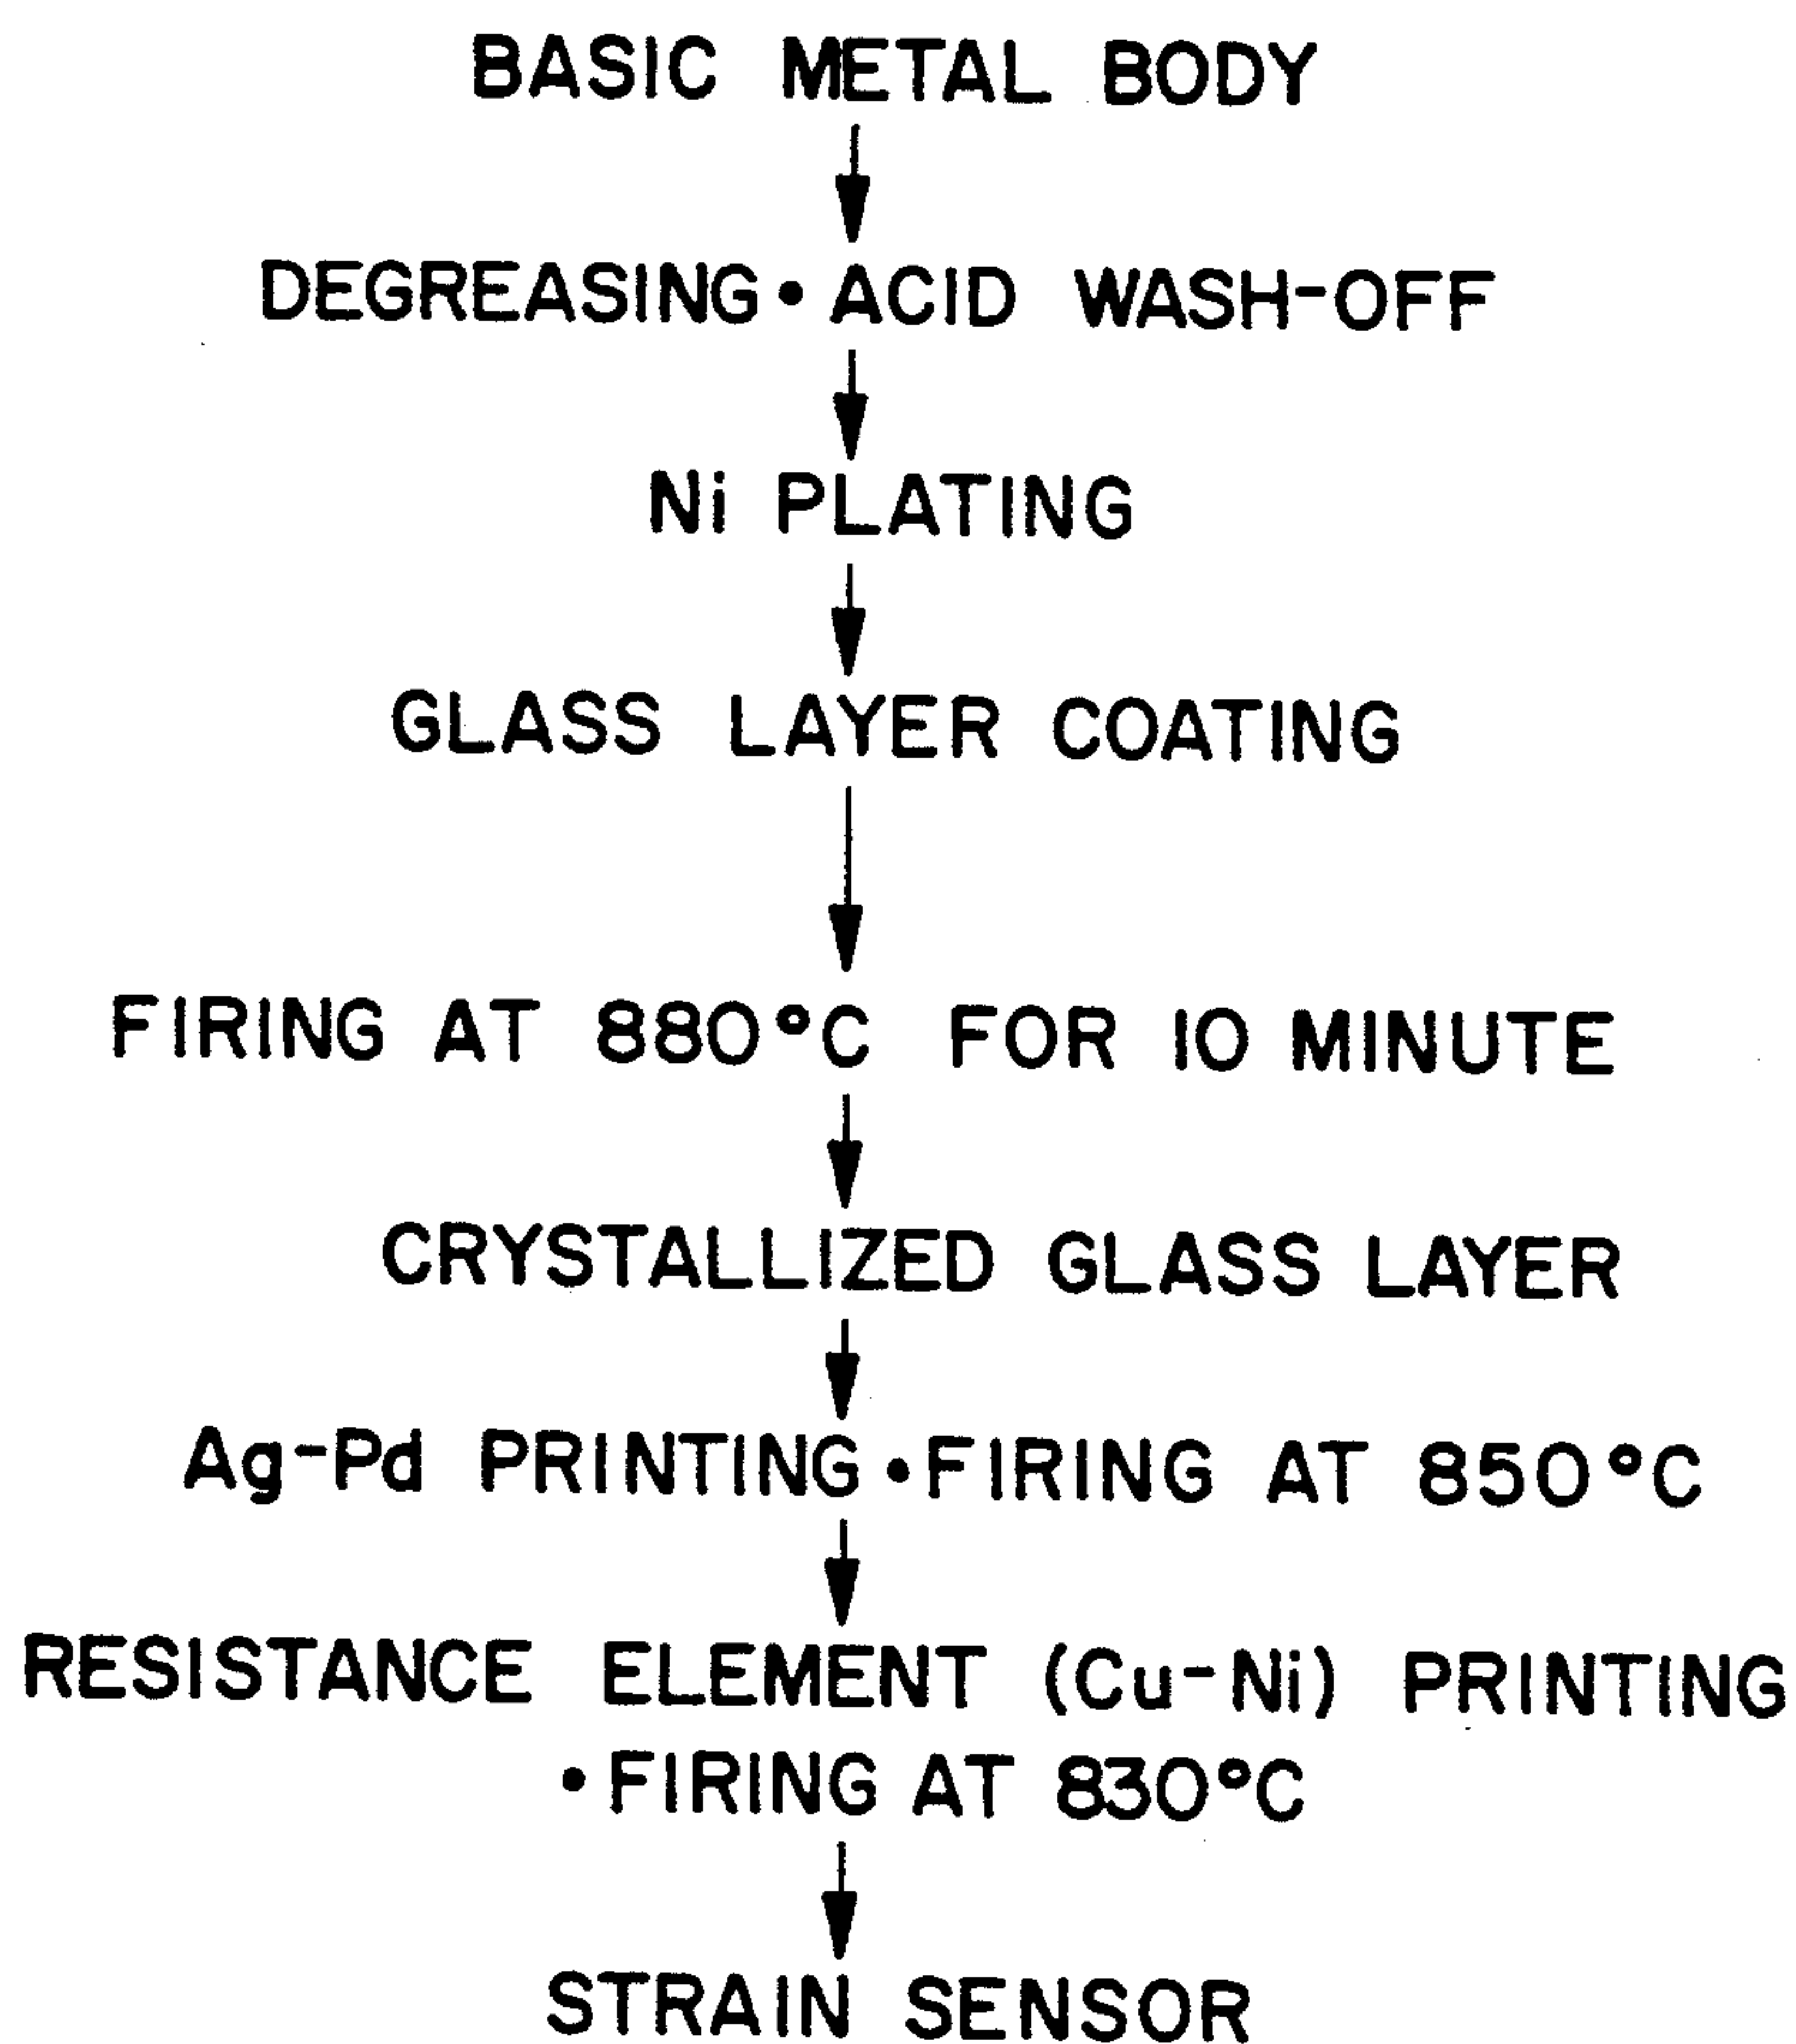 BASIC METAL BODY
DEGREASING • ACID WASH-OFF
Ni PLATING
GLASS LAYER COATING
FIRING AT 880°C FOR 10 MINUTE
CRYSTALLIZED GLASS LAYER
Ag-Pd PRINTING • FIRING AT 850°C
RESISTANCE ELEMENT (Cu-Ni) PRINTING
• FIRING AT 830°C
STRAIN SENSOR